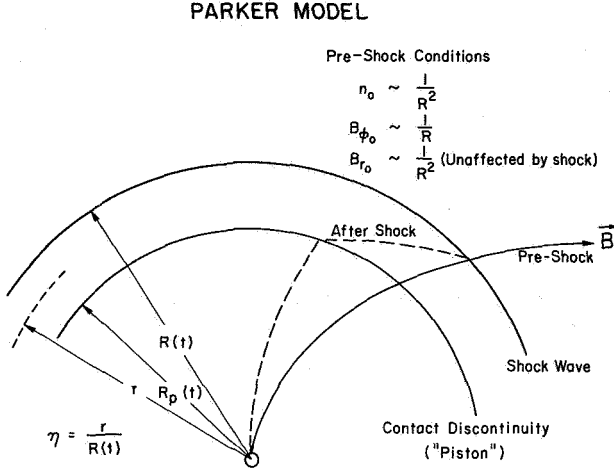 PARKER MODEL
Pre-Shock Conditions
n₀ ~ 1/R²
B_φ₀ ~ 1/R
B_r₀ ~ 1/R² (Unaffected by shock)
After Shock
B⃗
Pre-Shock
R(t)
Shock Wave
r
R_p(t)
Contact Discontinuity
("Piston")
η = r/R(t)